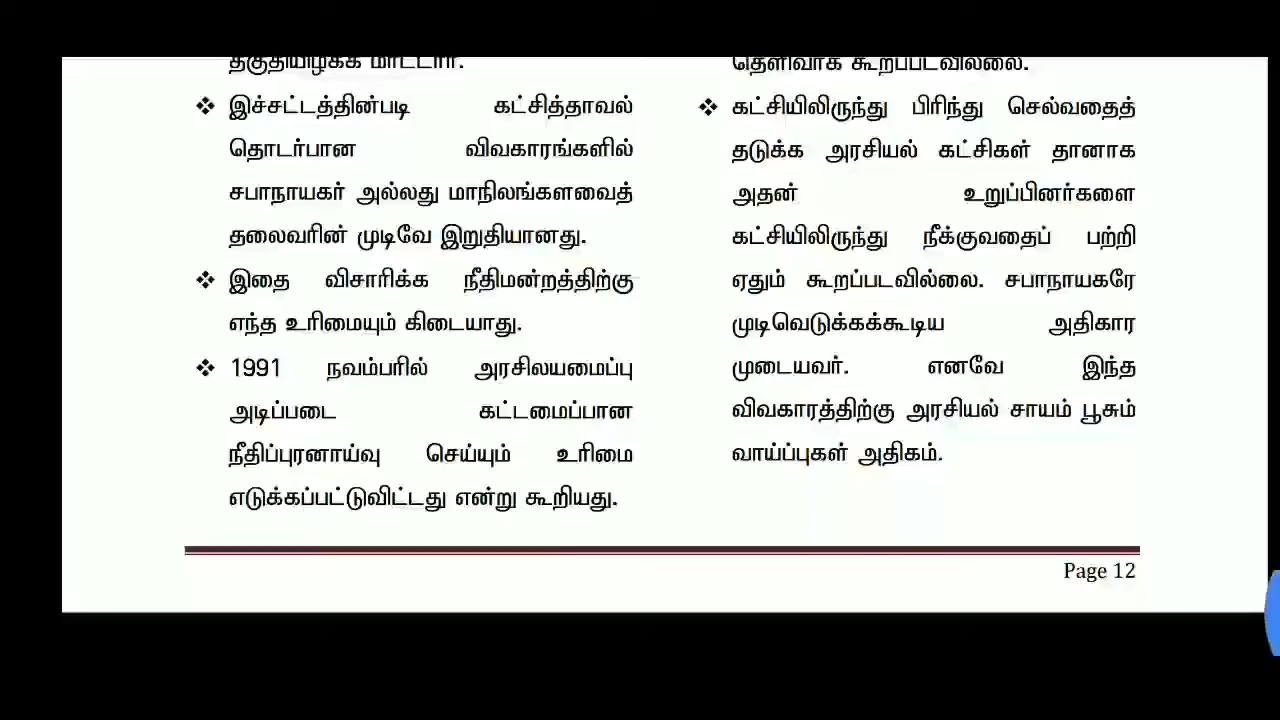 தகுதியிழக்க மாட்டார்.
❖ இச்சட்டத்தின்படி கட்சித்தாவல்
தொடர்பான விவகாரங்களில்
சபாநாயகர் அல்லது மாநிலங்களவைத்
தலைவரின் முடிவே இறுதியானது.
❖ இதை விசாரிக்க நீதிமன்றத்திற்கு
எந்த உரிமையும் கிடையாது.
❖ 1991 நவம்பரில் அரசிலயமைப்பு
அடிப்படை கட்டமைப்பான
நீதிப்புரனாய்வு செய்யும் உரிமை
எடுக்கப்பட்டுவிட்டது என்று கூறியது.
தெளிவாக கூறப்படவில்லை.
❖ கட்சியிலிருந்து பிரிந்து செல்வதைத்
தடுக்க அரசியல் கட்சிகள் தானாக
அதன் உறுப்பினர்களை
கட்சியிலிருந்து நீக்குவதைப் பற்றி
ஏதும் கூறப்படவில்லை. சபாநாயகரே
முடிவெடுக்கக்கூடிய அதிகார
முடையவர். எனவே இந்த
விவகாரத்திற்கு அரசியல் சாயம் பூசும்
வாய்ப்புகள் அதிகம்.
Page 12